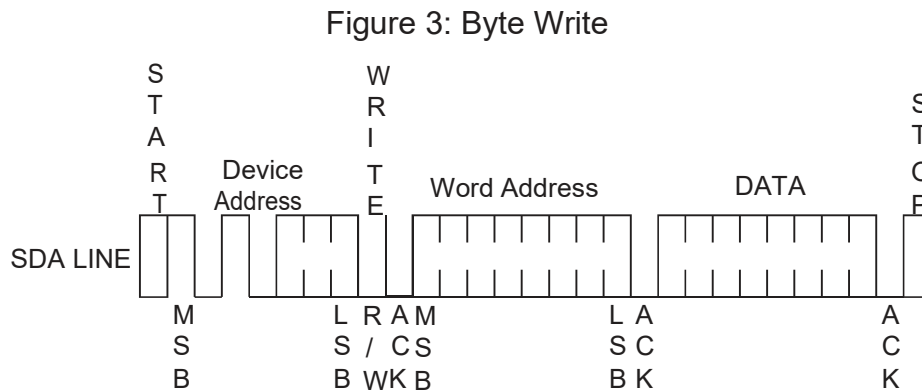 Figure 3: Byte Write
START
WRITE
STOP
Device
Address
Word Address
DATA
SDA LINE
MSB
LSB
R/W
ACK
MSB
LSB
ACK
ACK